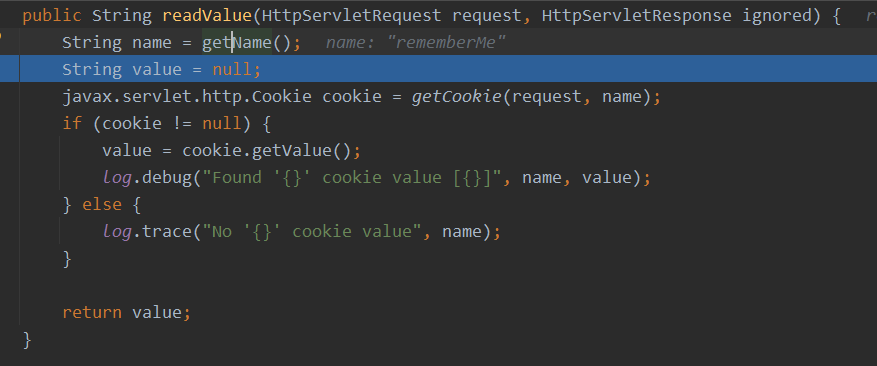 public String readValue(HttpServletRequest request, HttpServletResponse ignored) { r
String name = getName(); name: "rememberMe"
String value = null;
javax.servlet.http.Cookie cookie = getCookie(request, name);
if (cookie != null) {
value = cookie.getValue();
log.debug("Found '{}' cookie value [{}]", name, value);
} else {
log.trace("No '{}' cookie value", name);
}
return value;
}